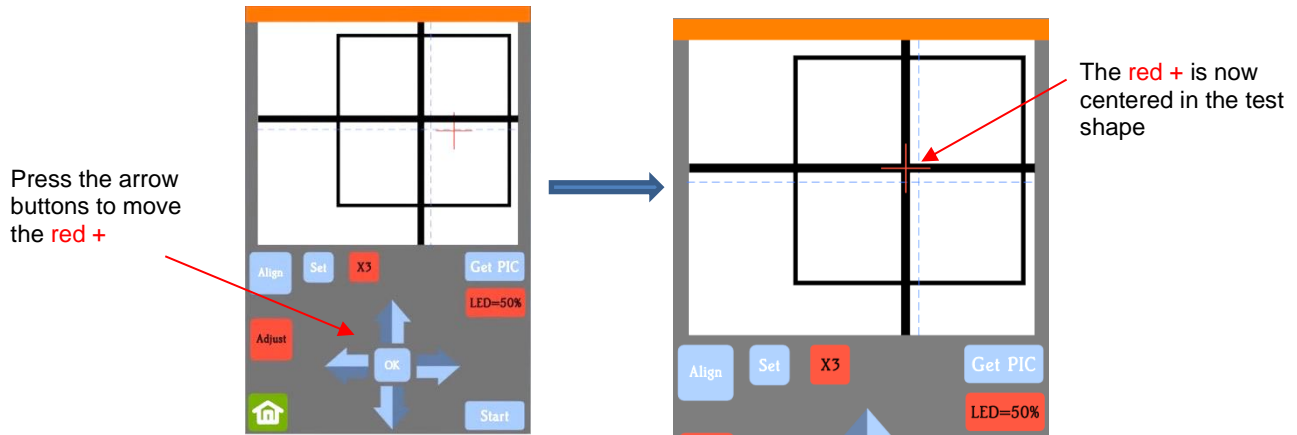 Press the arrow
buttons to move
the red +
Align
Set
X3
Get PIC
LED=50%
Adjust
OK
Start
Align
Set
X3
Get PIC
LED=50%
The red + is now
centered in the test
shape